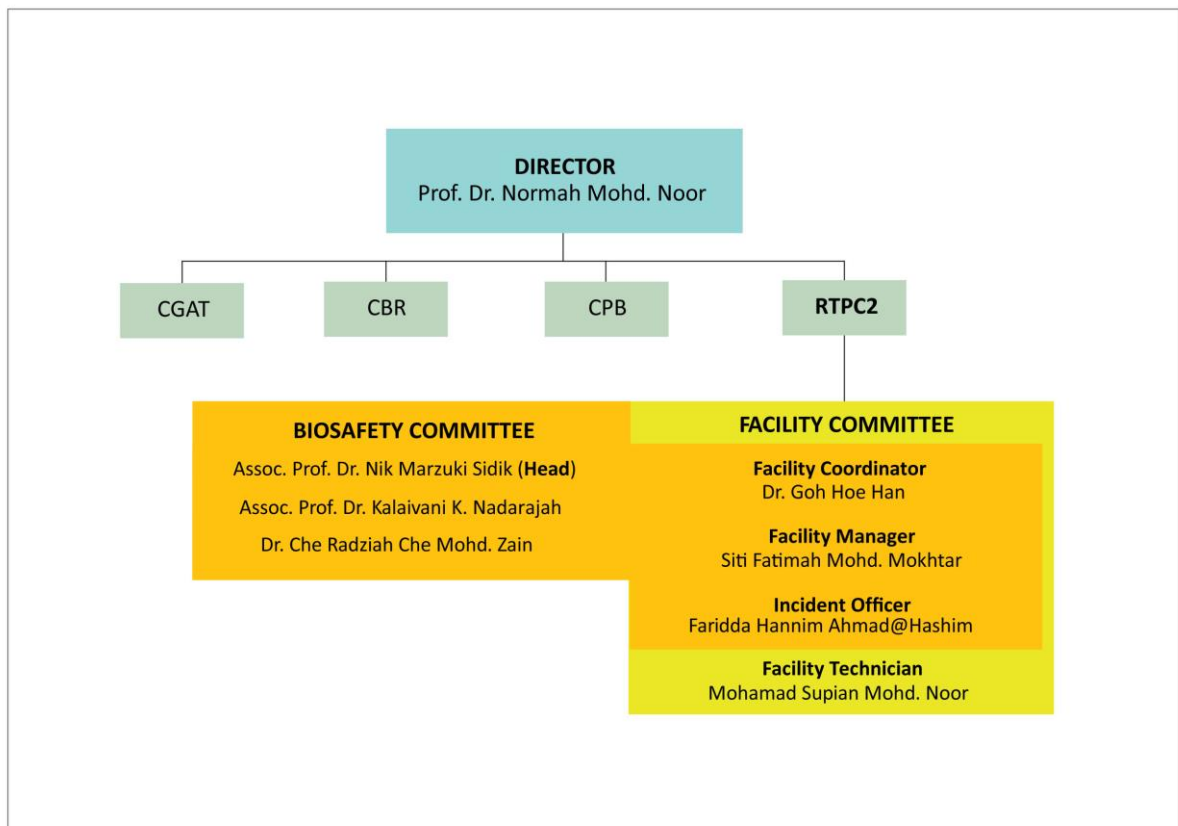 DIRECTOR
Prof. Dr. Normah Mohd. Noor
CGAT
CBR
CPB
RTPC2
BIOSAFETY COMMITTEE
Assoc. Prof. Dr. Nik Marzuki Sidik (Head)
Assoc. Prof. Dr. Kalaivani K. Nadarajah
Dr. Che Radziah Che Mohd. Zain
FACILITY COMMITTEE
Facility Coordinator
Dr. Goh Hoe Han
Facility Manager
Siti Fatimah Mohd. Mokhtar
Incident Officer
Faridda Hannim Ahmad@Hashim
Facility Technician
Mohamad Supian Mohd. Noor